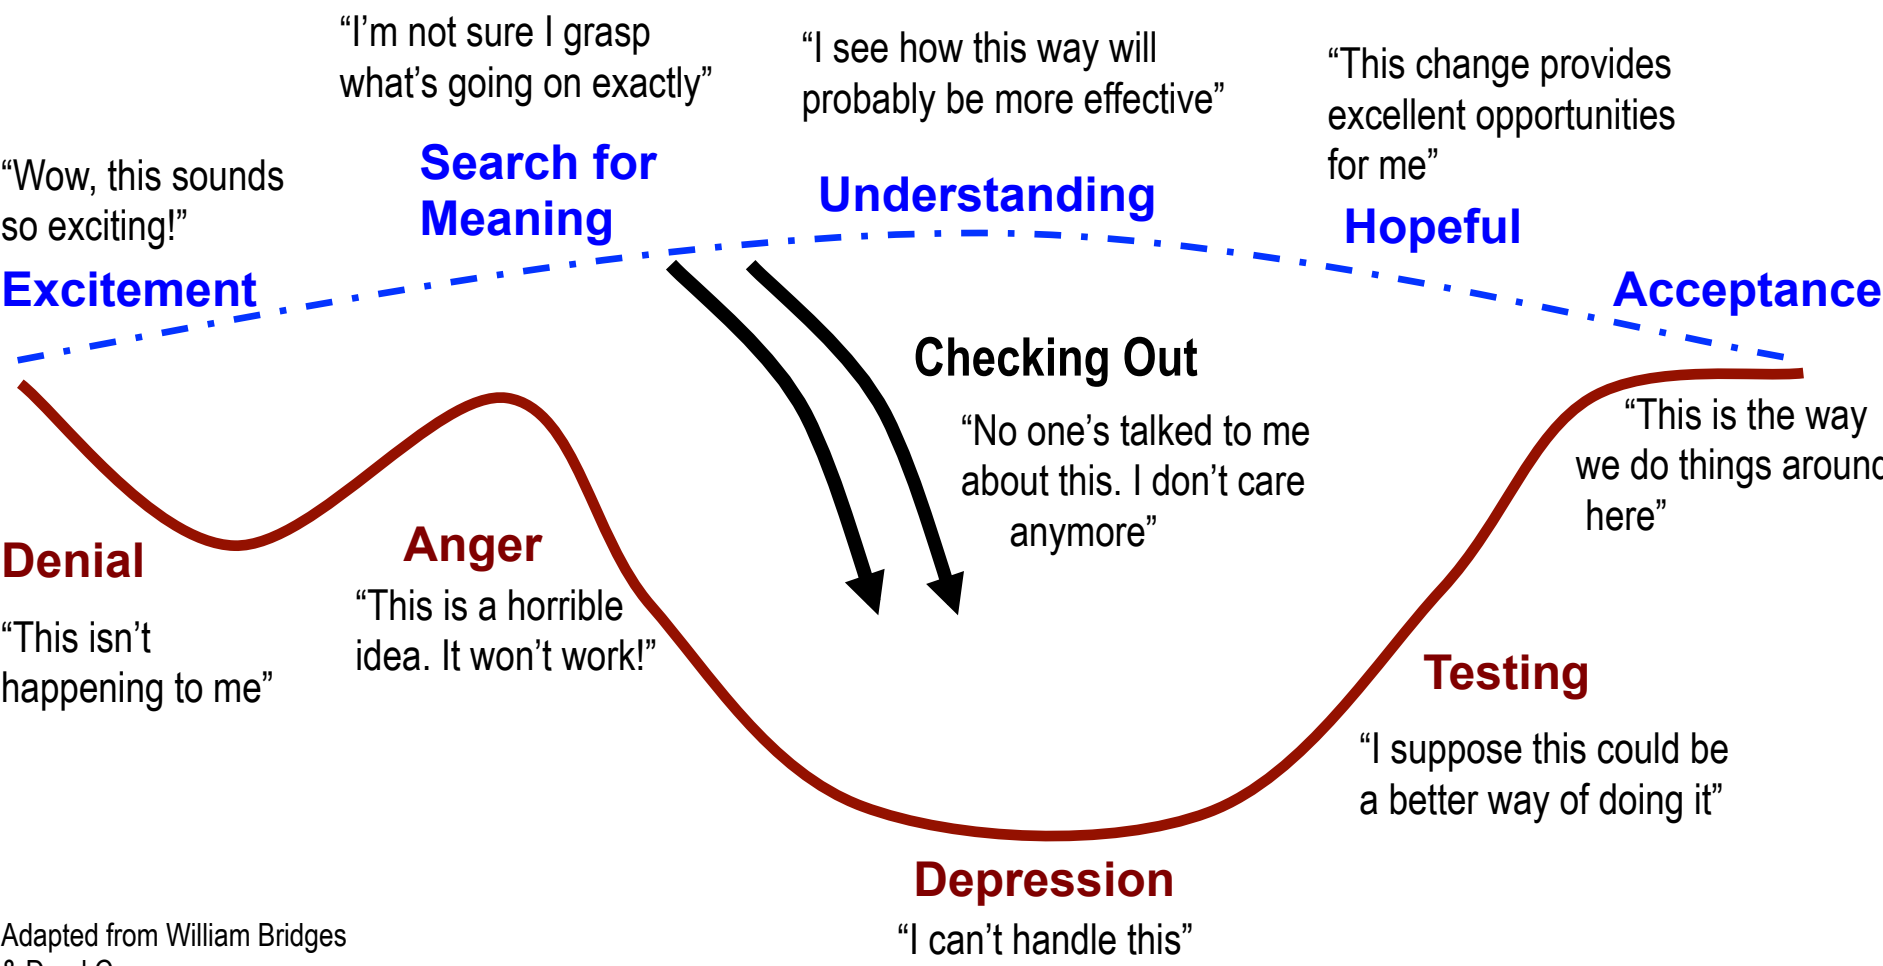 “I’m not sure I grasp
what’s going on exactly”
“I see how this way will
probably be more effective”
“This change provides
excellent opportunities
for me”
“Wow, this sounds
so exciting!”
Search for
Meaning
Understanding
Hopeful
Excitement
Acceptance
Checking Out
“No one’s talked to me
about this. I don’t care
anymore”
“This is the way
we do things around
here”
Denial
“This isn’t
happening to me”
Anger
“This is a horrible
idea. It won’t work!”
Testing
“I suppose this could be
a better way of doing it”
Depression
“I can’t handle this”
Adapted from William Bridges
&